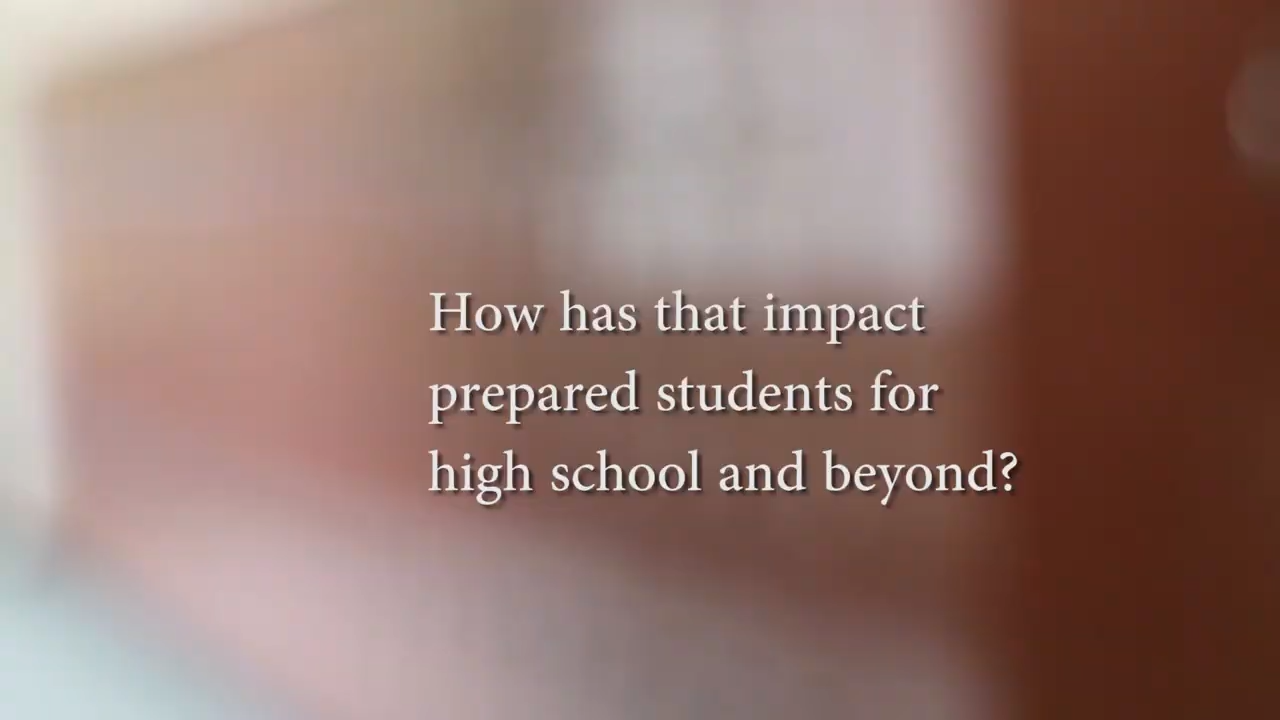 How has that impact
prepared students for
high school and beyond?